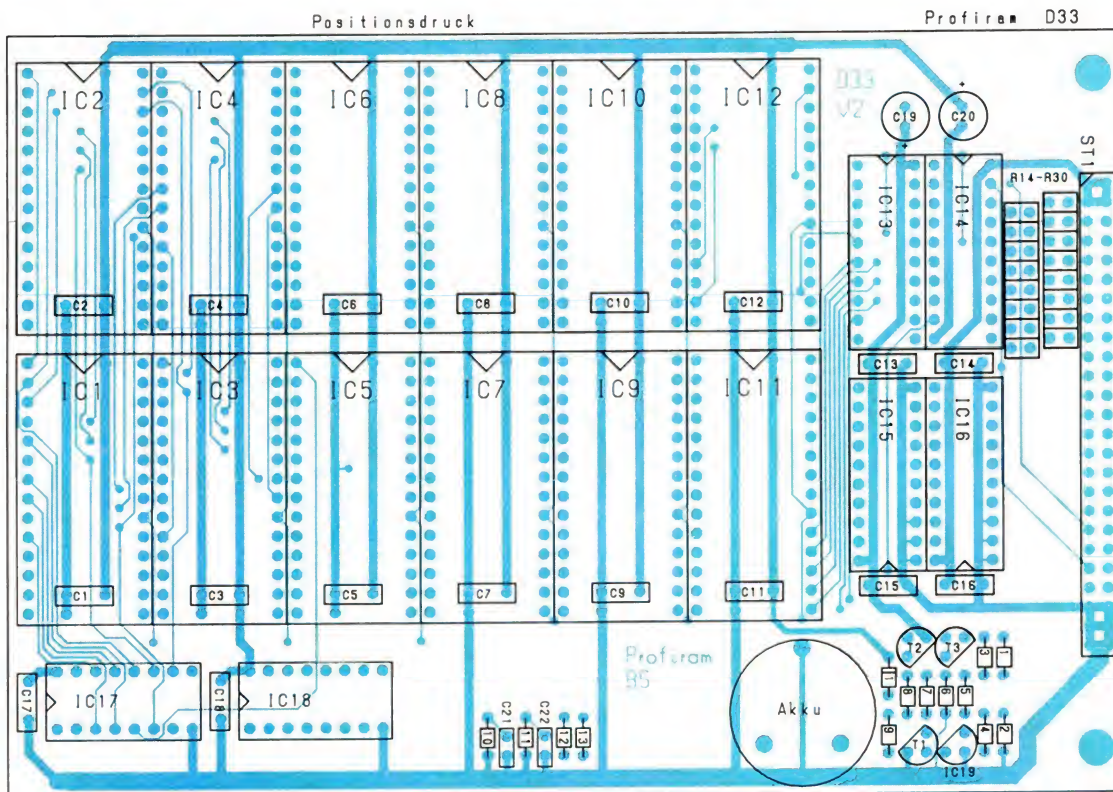 Positionsdruck
Profiram D33
IC2 IC4 IC6 IC8 IC10 IC12
D33
V2
C19 C20
ST1
R14-R30
IC13 IC14
C2 C4 C6 C8 C10 C12
C13 C14
IC1 IC3 IC5 IC7 IC9 IC11
IC15 IC16
C1 C3 C5 C7 C9 C11
C15 C16
Profiram
B5
T2 T3 3 1
C17 IC17 C18 IC18
Akku
8 7 6 5
10 C21 11 C22 12 13
9 T1 IC19 4 2